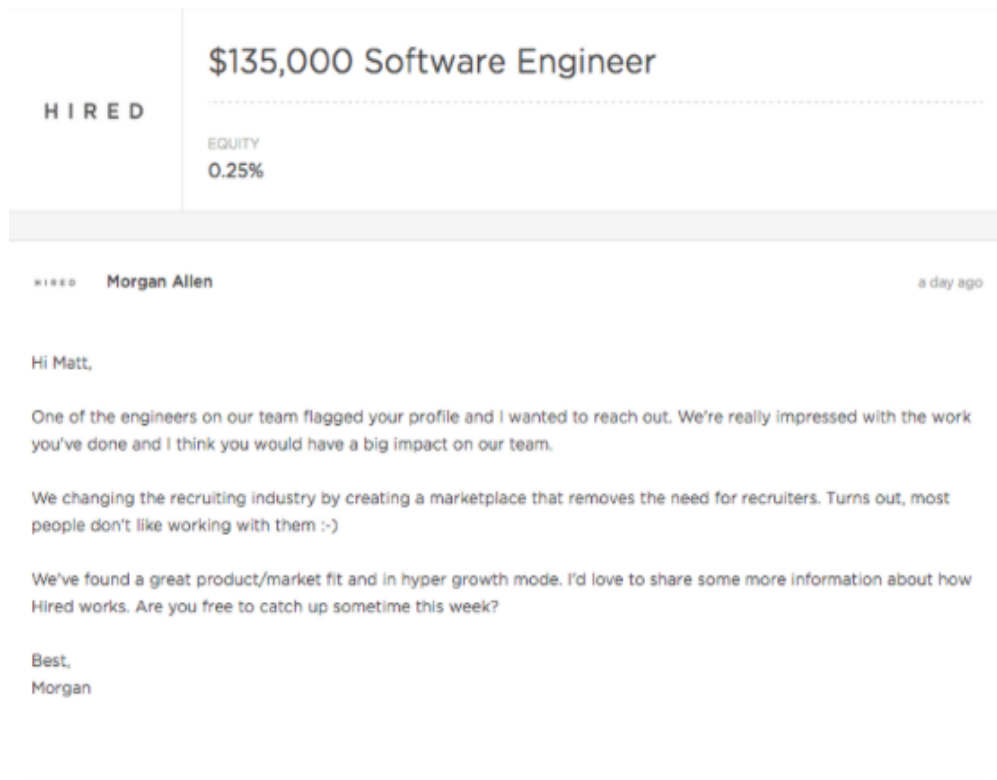 $135,000 Software Engineer
HIRED
EQUITY
0.25%
HIRED Morgan Allen a day ago
Hi Matt,
One of the engineers on our team flagged your profile and I wanted to reach out. We're really impressed with the work
you've done and I think you would have a big impact on our team.
We changing the recruiting industry by creating a marketplace that removes the need for recruiters. Turns out, most
people don't like working with them :-)
We've found a great product/market fit and in hyper growth mode. I'd love to share some more information about how
Hired works. Are you free to catch up sometime this week?
Best,
Morgan